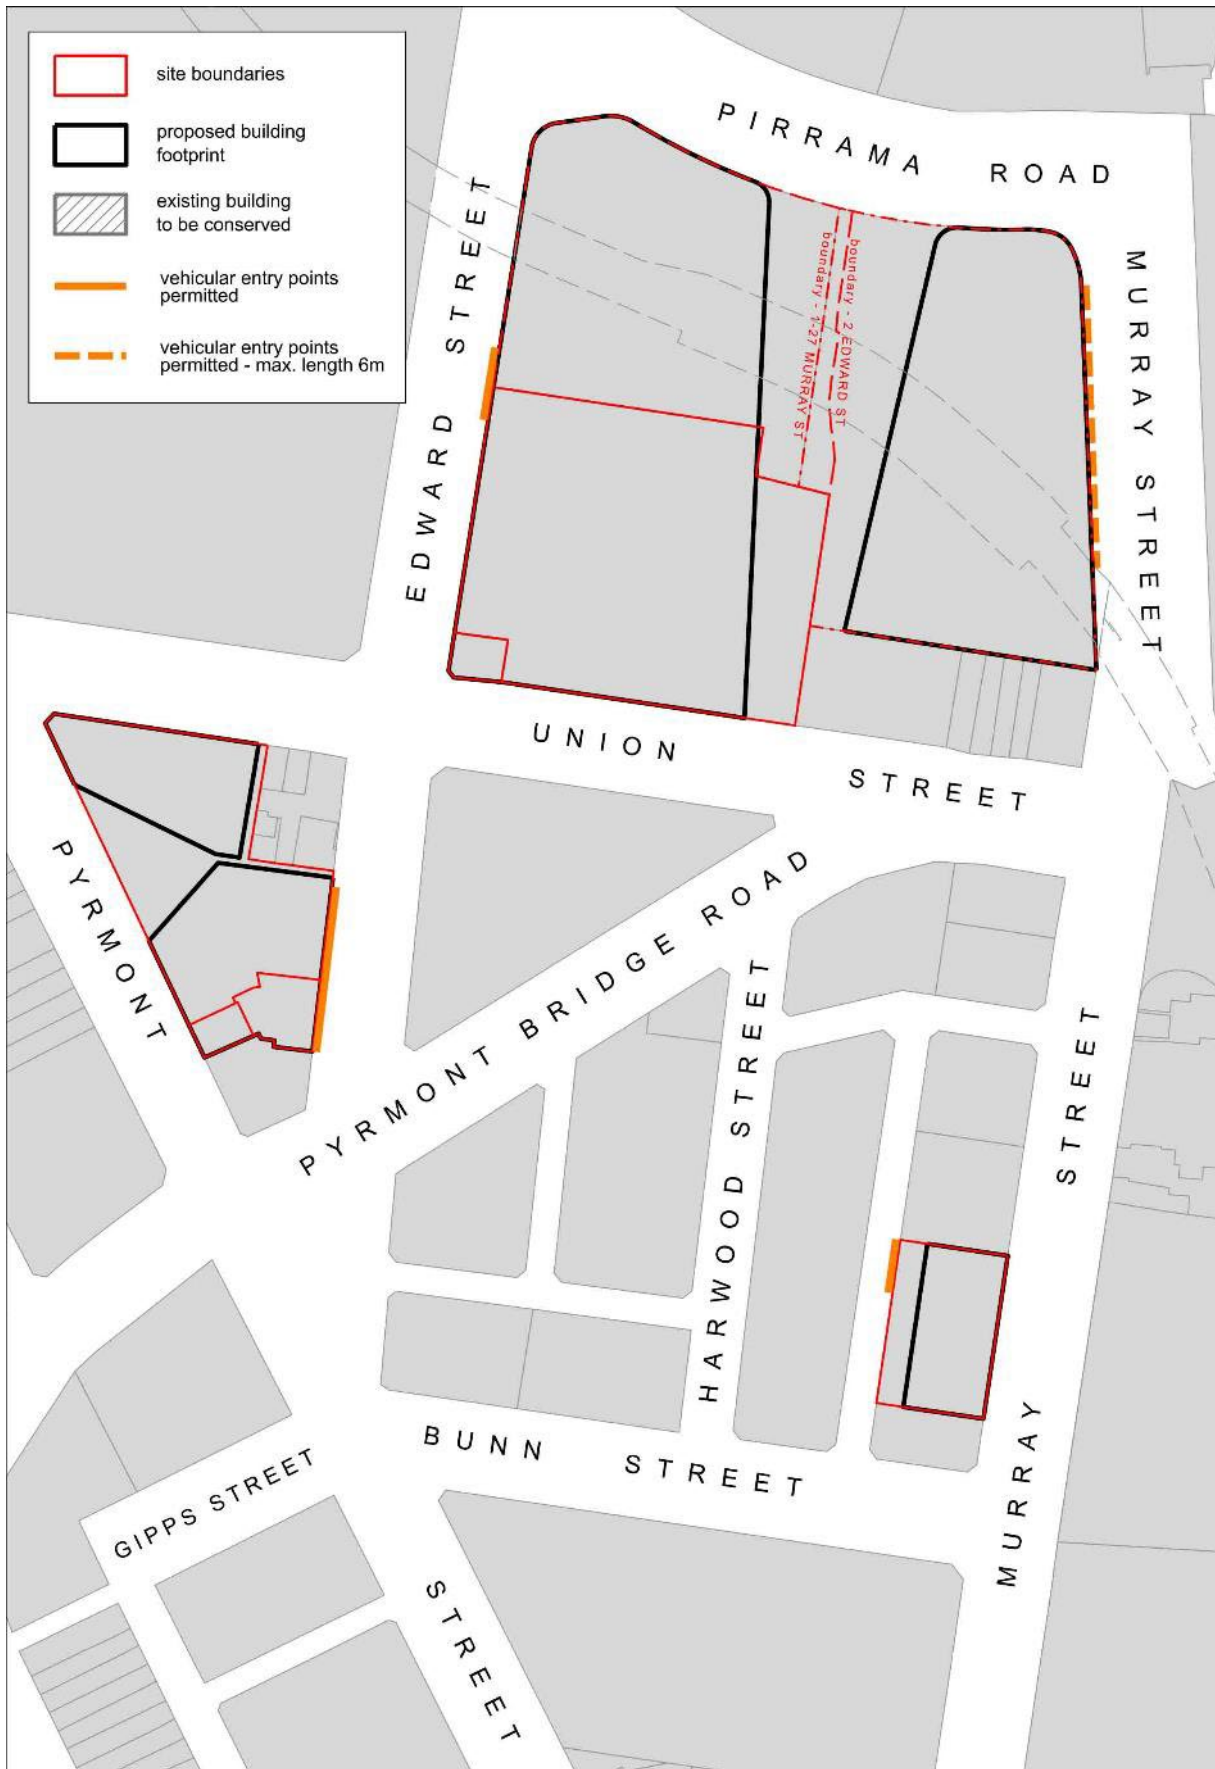 site boundaries
proposed building
footprint
existing building
to be conserved
vehicular entry points
permitted
vehicular entry points
permitted - max. length 6m
PIRRAMA ROAD
EDWARD STREET
boundary - 1-27 MURRAY ST
boundary - 2 EDWARD ST
MURRAY STREET
UNION STREET
PYRMONT
PYRMONT BRIDGE ROAD
HARWOOD STREET
STREET
MURRAY
BUNN STREET
GIPPS STREET
STREET